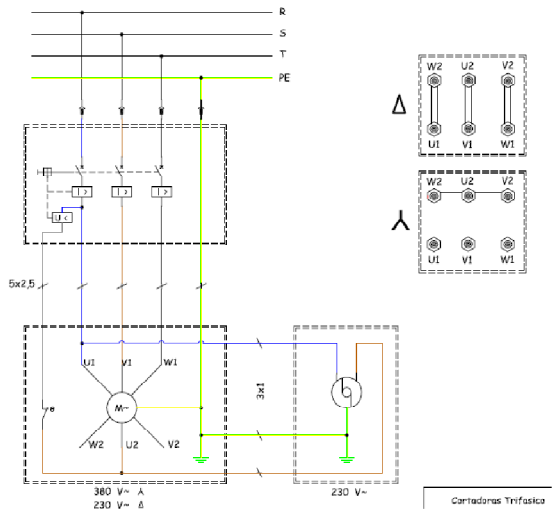 R
S
T
PE
W2 U2 V2
U1 V1 W1
W2 U2 V2
U1 V1 W1
I> I> I>
U<
5x2,5
U1 V1 W1
M~
W2 U2 V2
3x1
380 V~
230 V~ Δ
230 V~
Cortadoras Trifasica